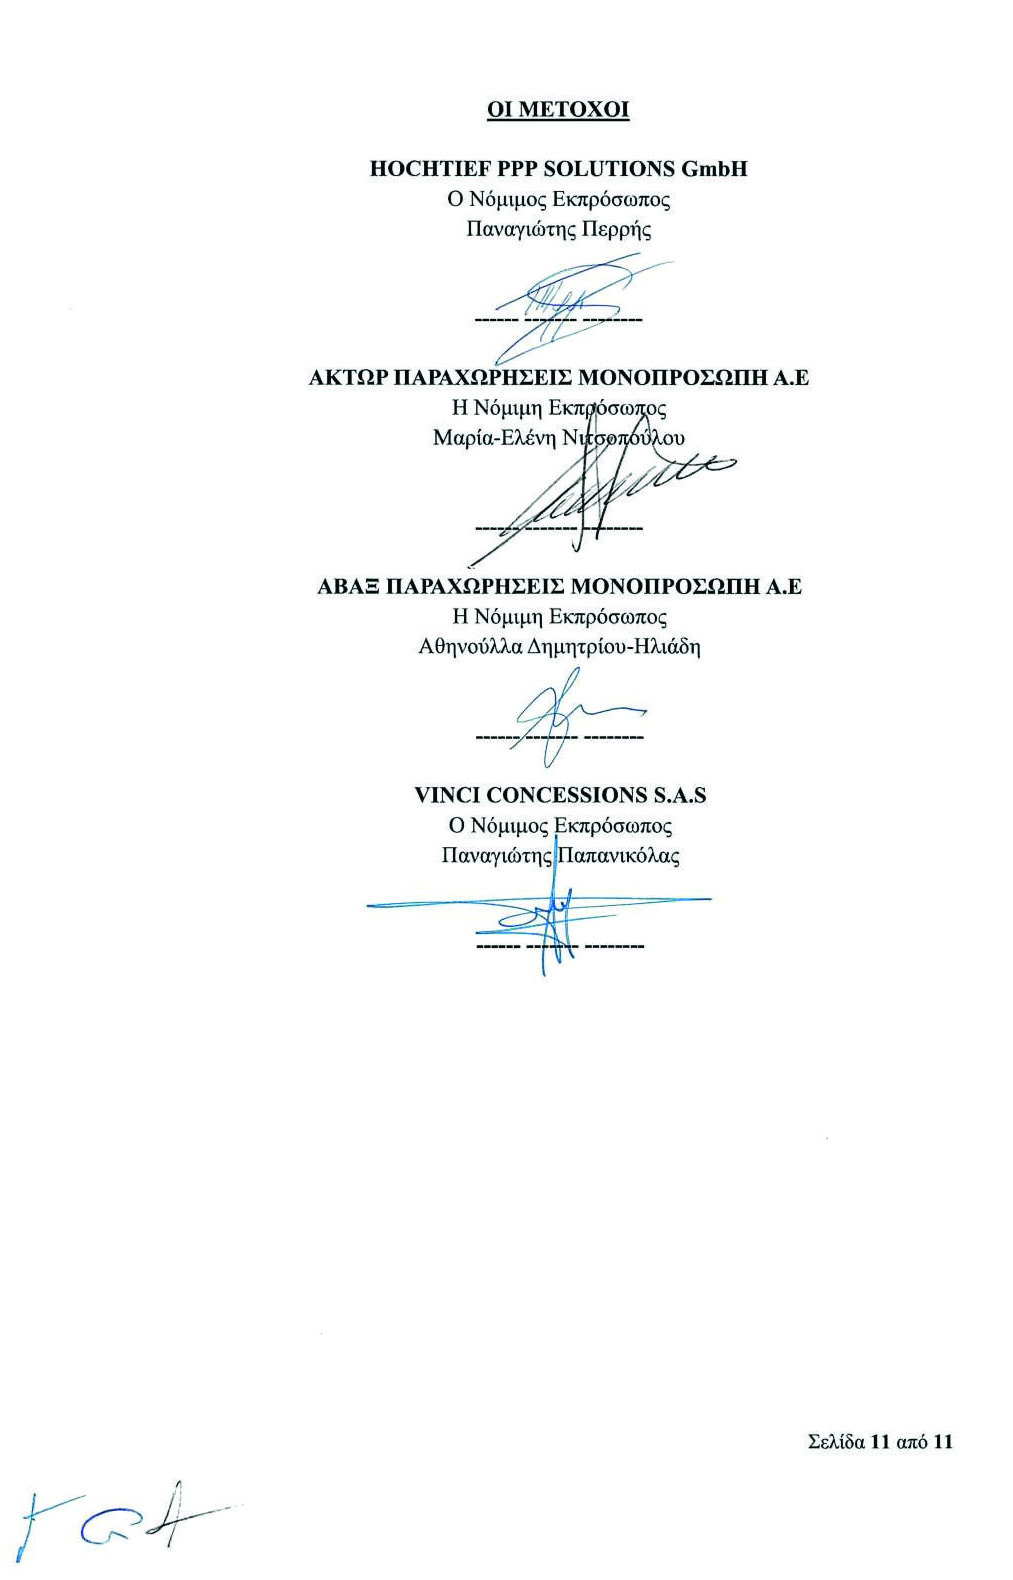 ΟΙ ΜΕΤΟΧΟΙ
HOCHTIEF PPP SOLUTIONS GmbH
Ο Νόμιμος Εκπρόσωπος
Παναγιώτης Περρής
------ ------- --------
ΑΚΤΩΡ ΠΑΡΑΧΩΡΗΣΕΙΣ ΜΟΝΟΠΡΟΣΩΠΗ Α.Ε
Η Νόμιμη Εκπρόσωπος
Μαρία-Ελένη Νιτσοπούλου
------ ------- --------
ΑΒΑΞ ΠΑΡΑΧΩΡΗΣΕΙΣ ΜΟΝΟΠΡΟΣΩΠΗ Α.Ε
Η Νόμιμη Εκπρόσωπος
Αθηνούλλα Δημητρίου-Ηλιάδη
------ ------- --------
VINCI CONCESSIONS S.A.S
Ο Νόμιμος Εκπρόσωπος
Παναγιώτης Παπανικόλας
------ ------- --------
Σελίδα 11 από 11